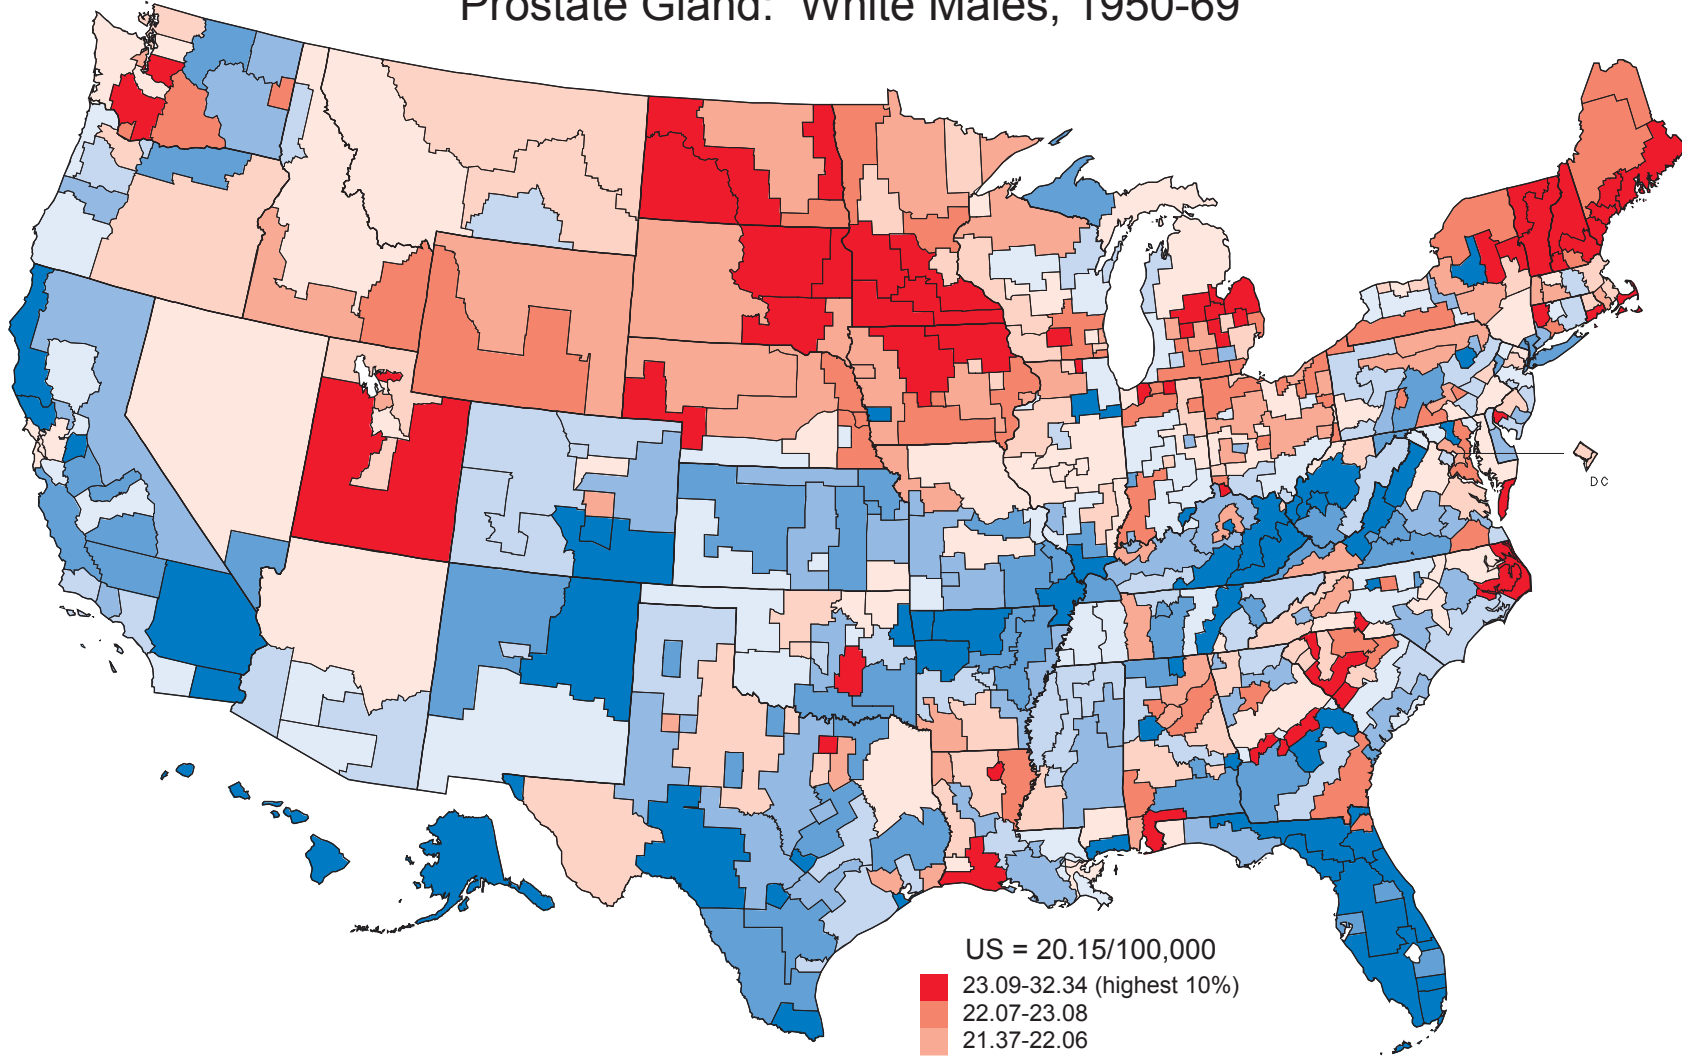 Prostate Gland: White Males, 1950-69
DC
US = 20.15/100,000
23.09-32.34 (highest 10%)
22.07-23.08
21.37-22.06